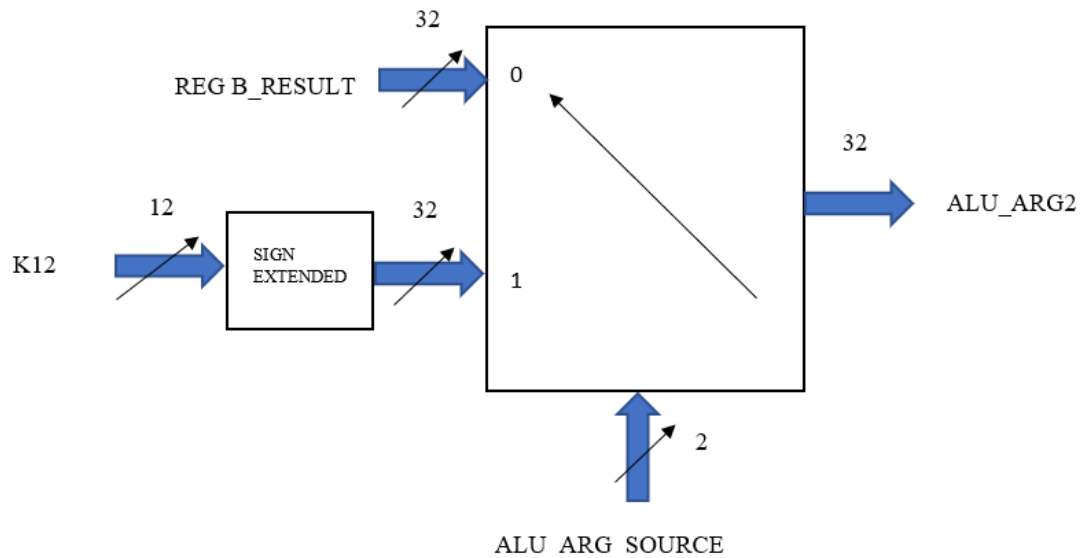 32
REG B_RESULT
0
32
ALU_ARG2
12
32
K12
SIGN
EXTENDED
1
2
ALU_ARG_SOURCE